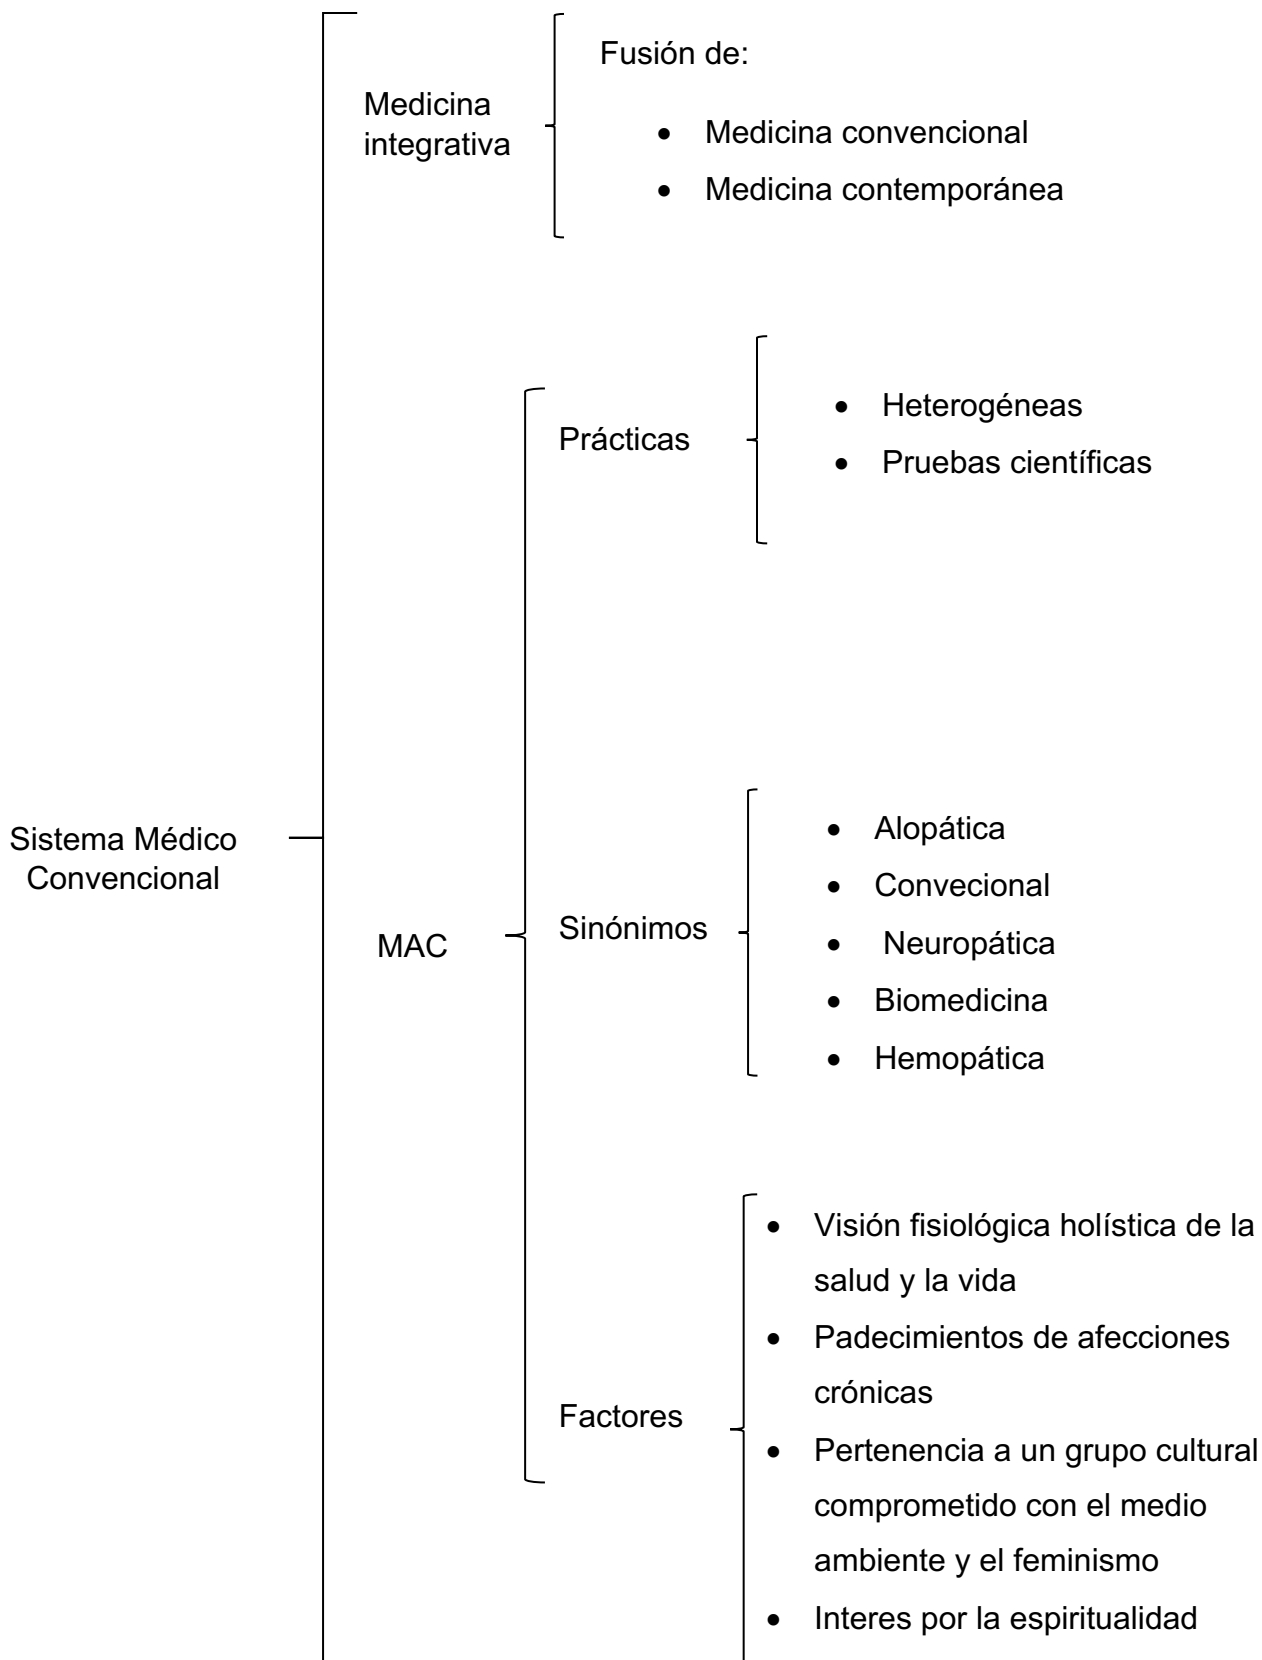 Fusión de:
Medicina
integrativa
• Medicina convencional
• Medicina contemporánea
Prácticas
• Heterogéneas
• Pruebas científicas
Sistema Médico
Convencional
MAC
Sinónimos
• Alopática
• Convecional
• Neuropática
• Biomedicina
• Hemopática
Factores
• Visión fisiológica holística de la
salud y la vida
• Padecimientos de afecciones
crónicas
• Pertenencia a un grupo cultural
comprometido con el medio
ambiente y el feminismo
• Interes por la espiritualidad